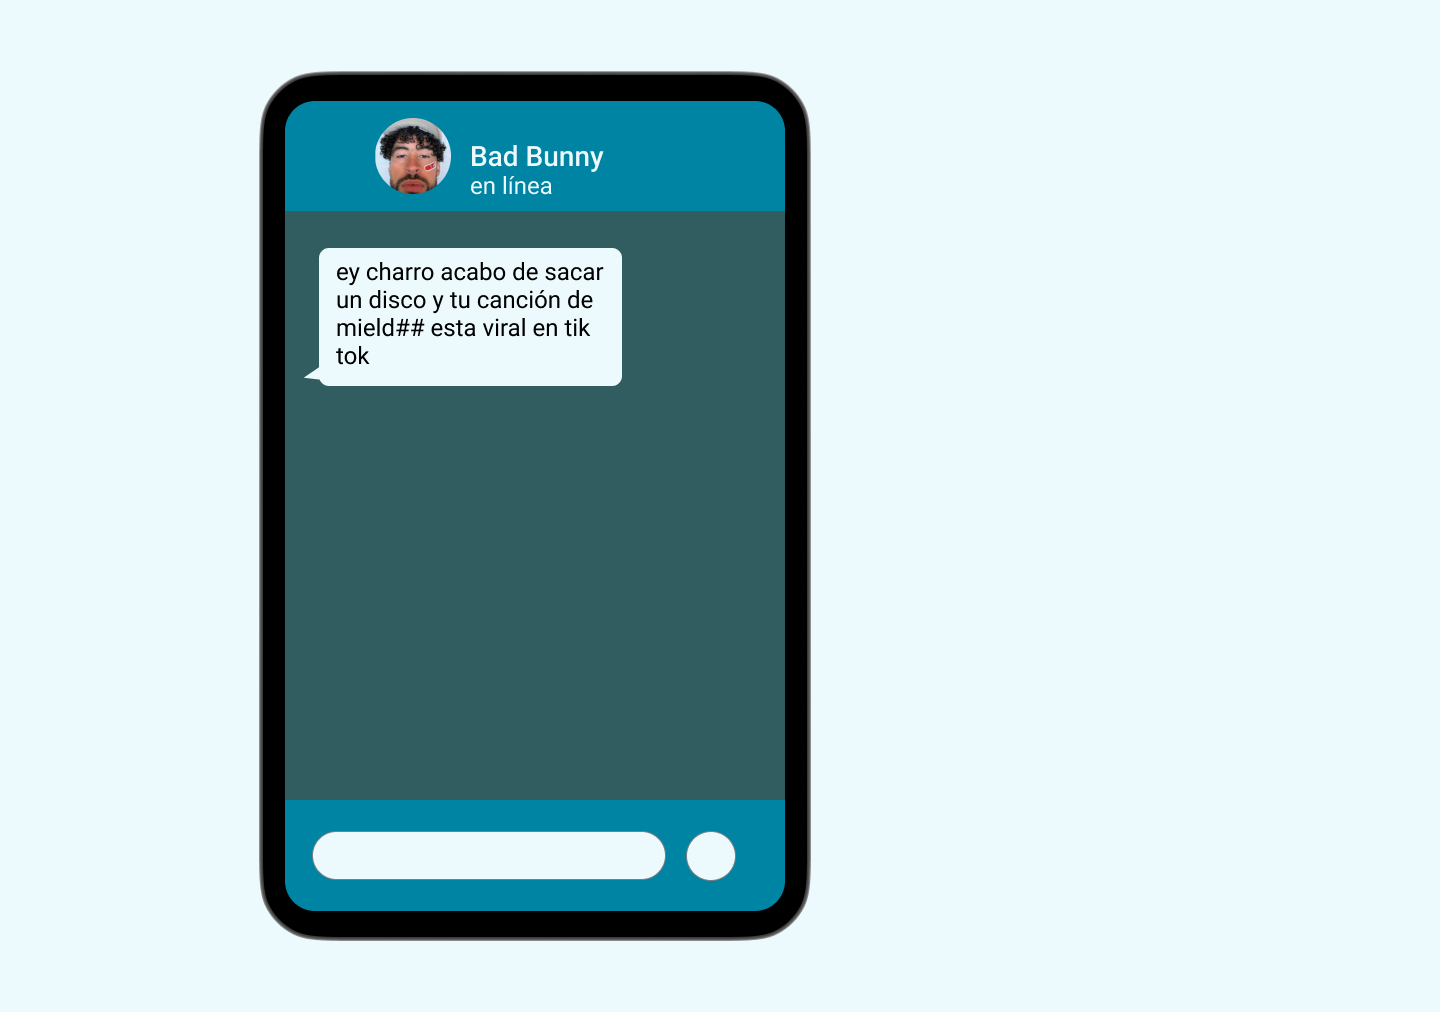 Bad Bunny
en línea
ey charro acabo de sacar
un disco y tu canción de
mield## esta viral en tik
tok